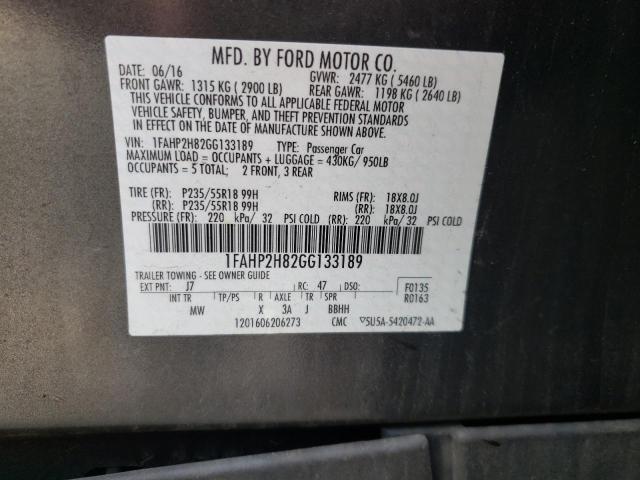 MFD. BY FORD MOTOR CO.
DATE: 06/16 GVWR: 2477 KG ( 5460 LB)
FRONT GAWR: 1315 KG ( 2900 LB) REAR GAWR: 1198 KG ( 2640 LB)
THIS VEHICLE CONFORMS TO ALL APPLICABLE FEDERAL MOTOR
VEHICLE SAFETY, BUMPER, AND THEFT PREVENTION STANDARDS
IN EFFECT ON THE DATE OF MANUFACTURE SHOWN ABOVE.
VIN: 1FAHP2H82GG133189 TYPE: Passenger Car
MAXIMUM LOAD = OCCUPANTS + LUGGAGE = 430KG/ 950LB
OCCUPANTS = 5 TOTAL; 2 FRONT, 3 REAR
TIRE (FR): P235/55R18 99H RIMS (FR): 18X8.0J
(RR): P235/55R18 99H (RR): 18X8.0J
PRESSURE (FR): 220 kPa/ 32 PSI COLD (RR): 220 kPa/ 32 PSI COLD
1FAHP2H82GG133189
TRAILER TOWING - SEE OWNER GUIDE
EXT PNT: J7 RC: 47 DSO: F0135
INT TR TP/PS R AXLE TR SPR R0163
MW X 3A J BBHH
1201606206273 CMC ▽5U5A-5420472-AA